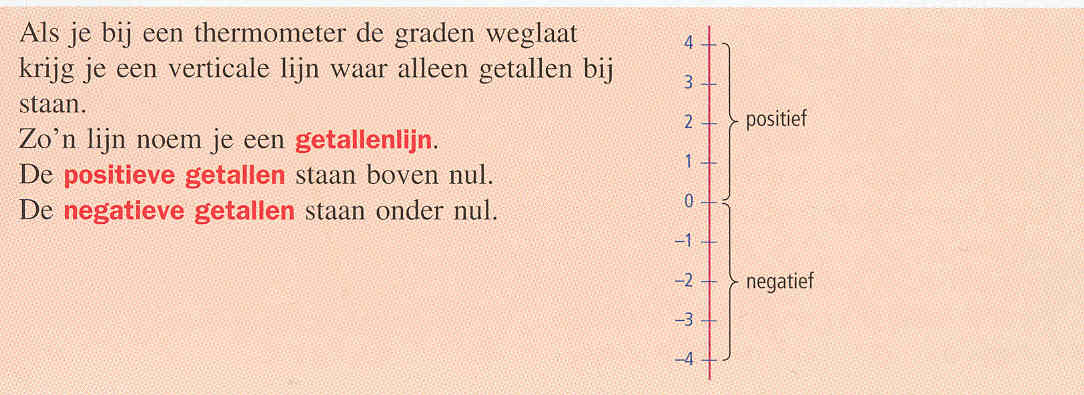 Als je bij een thermometer de graden weglaat
krijg je een verticale lijn waar alleen getallen bij
staan.
Zo'n lijn noem je een getallenlijn.
De positieve getallen staan boven nul.
De negatieve getallen staan onder nul.
4
3
2
1
0
–1
–2
–3
–4
positief
negatief